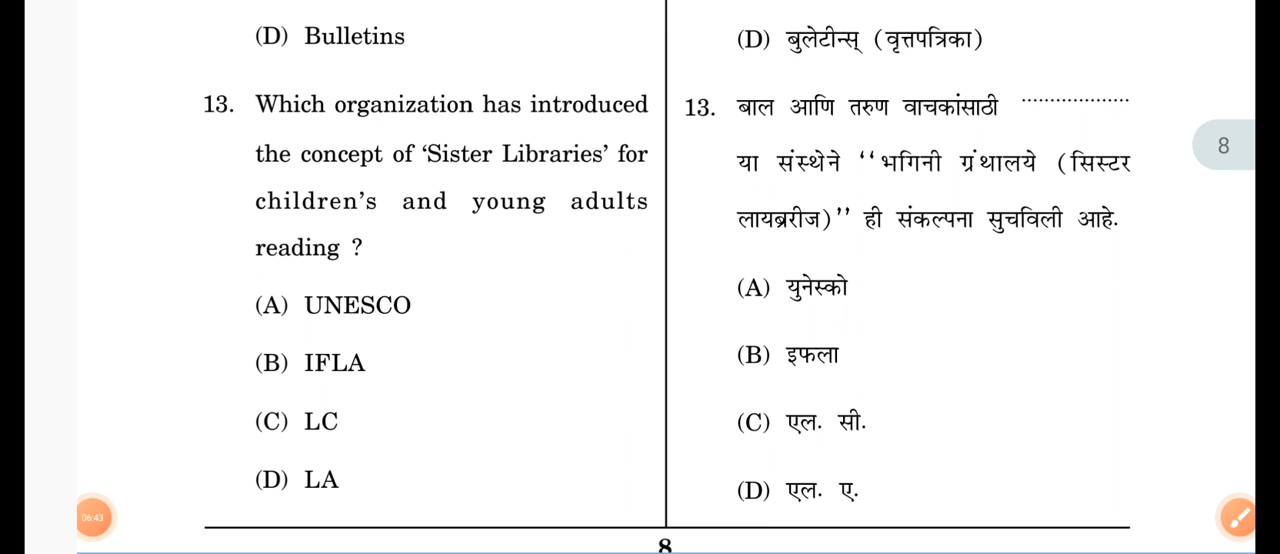 (D) Bulletins
13. Which organization has introduced
the concept of ‘Sister Libraries’ for
children’s and young adults
reading ?
(A) UNESCO
(B) IFLA
(C) LC
(D) LA
(D) बुलेटीन्स् (वृत्तपत्रिका)
13. बाल आणि तरुण वाचकांसाठी ...................
या संस्थेने ‘‘भगिनी ग्रंथालये (सिस्टर
लायब्ररीज)’’ ही संकल्पना सुचविली आहे.
(A) युनेस्को
(B) इफला
(C) एल. सी.
(D) एल. ए.
8
8
06:43